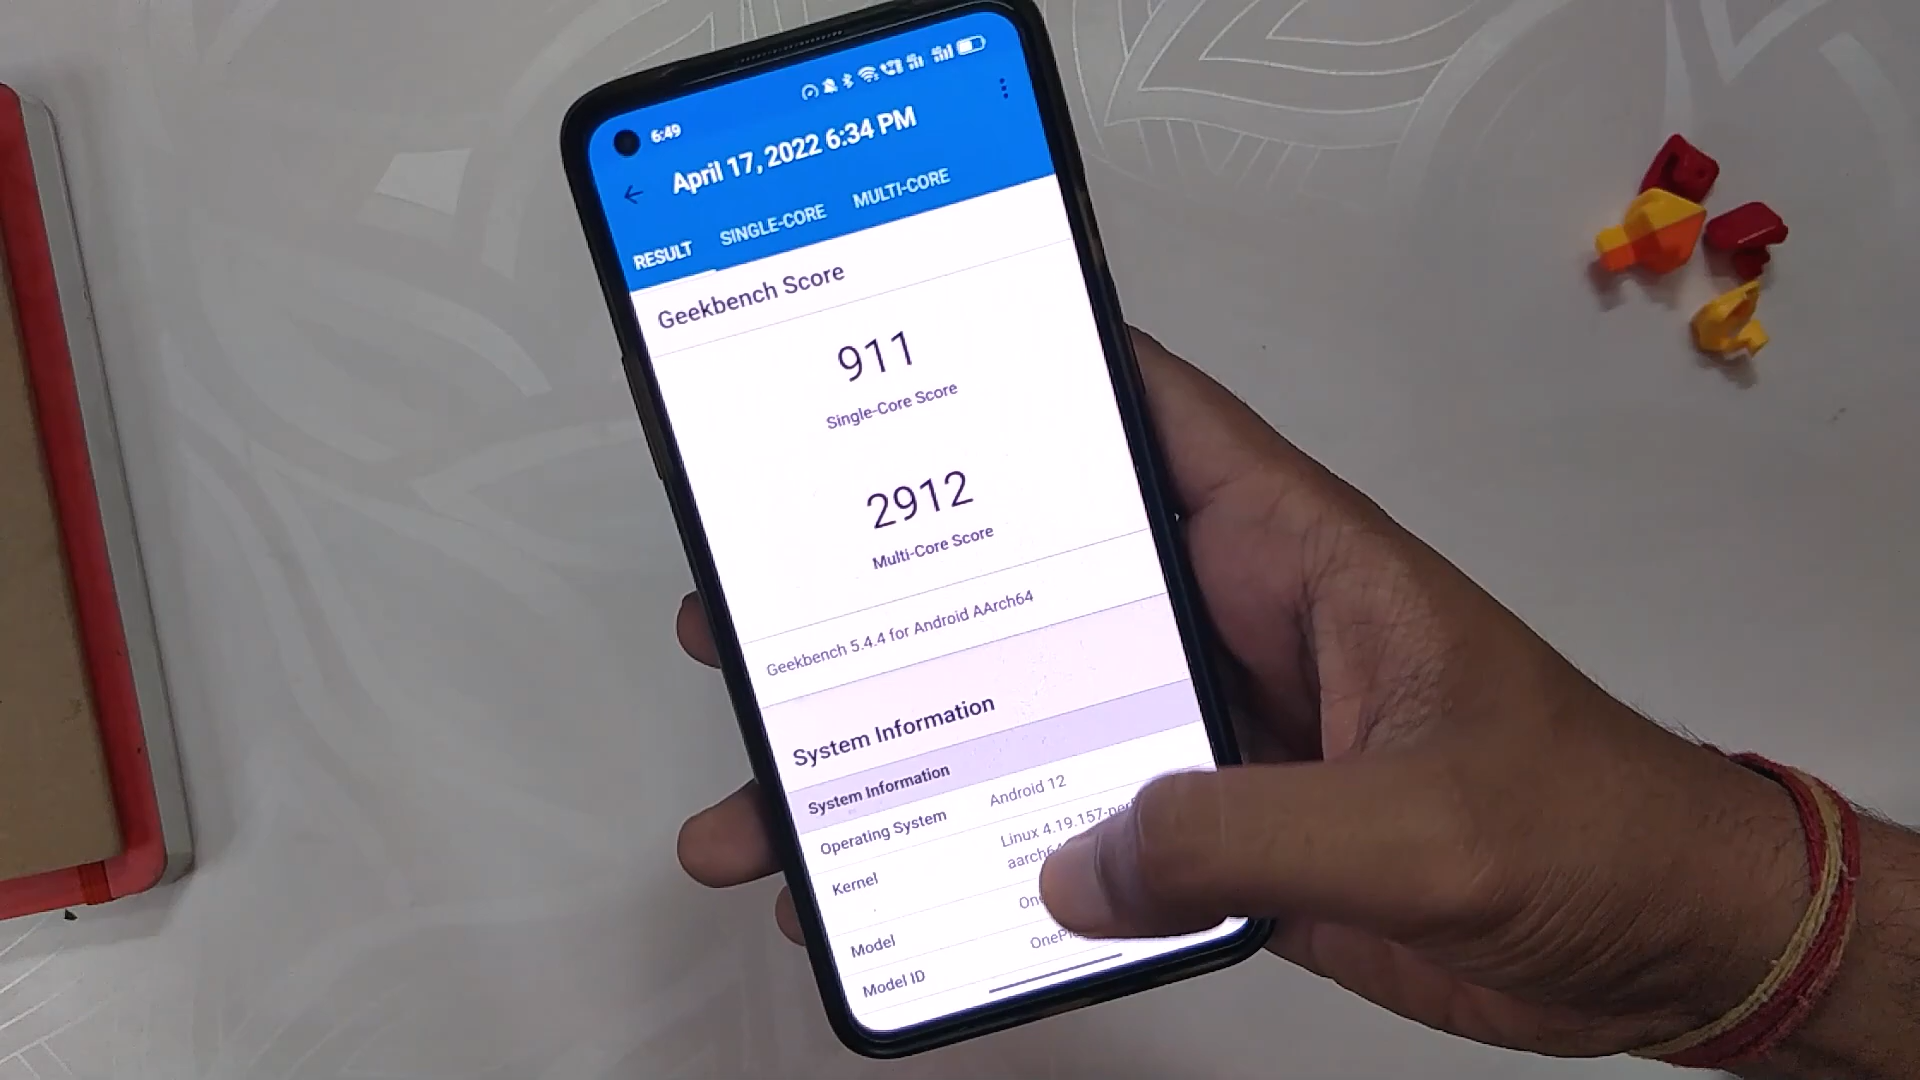 6:49
April 17, 2022 6:34 PM
RESULT
SINGLE-CORE
MULTI-CORE
Geekbench Score
911
Single-Core Score
2912
Multi-Core Score
Geekbench 5.4.4 for Android AArch64
System Information
System Information
Operating System
Android 12
Kernel
Linux 4.19.157-perf
Model
Model ID